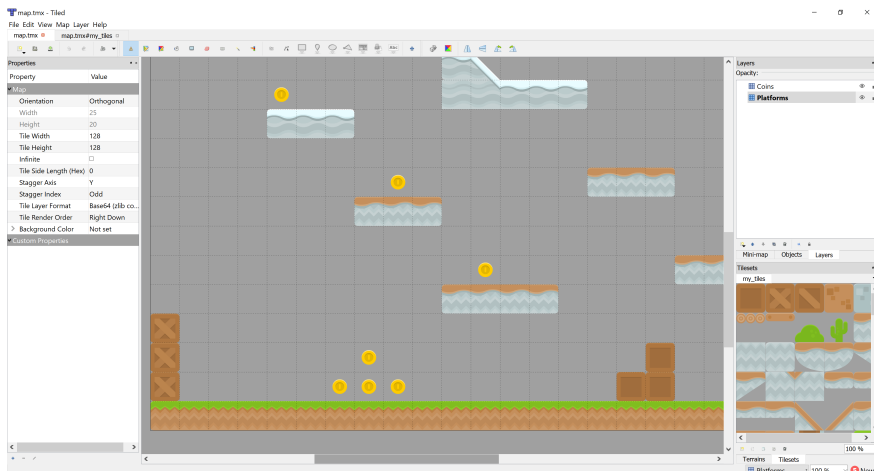 map.tmx - Tiled
File Edit View Map Layer Help
map.tmx
map.tmx#my_tiles
Properties
Property Value
Map
Orientation Orthogonal
Width 25
Height 20
Tile Width 128
Tile Height 128
Infinite
Tile Side Length (Hex) 0
Stagger Axis Y
Stagger Index Odd
Tile Layer Format Base64 (zlib co...
Tile Render Order Right Down
Background Color Not set
Custom Properties
Layers
Opacity:
Coins
Platforms
Mini-map Objects Layers
Tilesets
my_tiles
100 %
Terrains Tilesets
Platforms 100 %